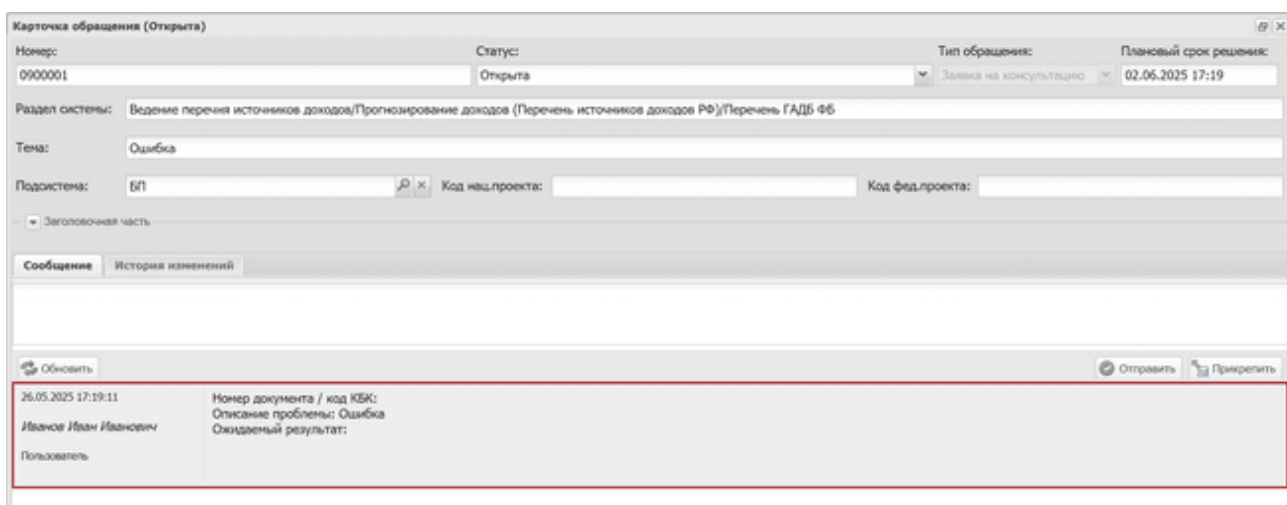 Карточка обращения (Открыта)
Номер: Статус: Тип обращения: Плановый срок решения:
0900001 Открыта Заявка на консультацию 02.06.2025 17:19
Раздел системы: Ведение перечня источников доходов/Прогнозирование доходов (Перечень источников доходов РФ)/Перечень ГАДБ ФБ
Тема: Ошибка
Подсистема: БП Код нац.проекта: Код фед.проекта:
Заголовочная часть
Сообщение История изменений
Обновить Отправить Прикрепить
26.05.2025 17:19:11 Номер документа / код КБК:
Описание проблемы: Ошибка
Иванов Иван Иванович Ожидаемый результат:
Пользователь